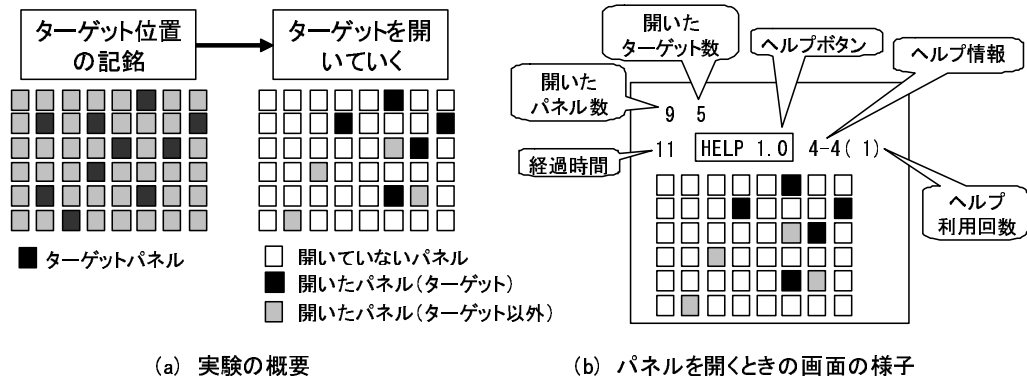 ターゲット位置
の記銘
ターゲットを開
いていく
ターゲットパネル
開いていないパネル
開いたパネル(ターゲット)
開いたパネル(ターゲット以外)
(a) 実験の概要
開いた
ターゲット数
ヘルプボタン
ヘルプ情報
開いた
パネル数
9 5
経過時間
11
HELP 1.0
4-4( 1)
ヘルプ
利用回数
(b) パネルを開くときの画面の様子